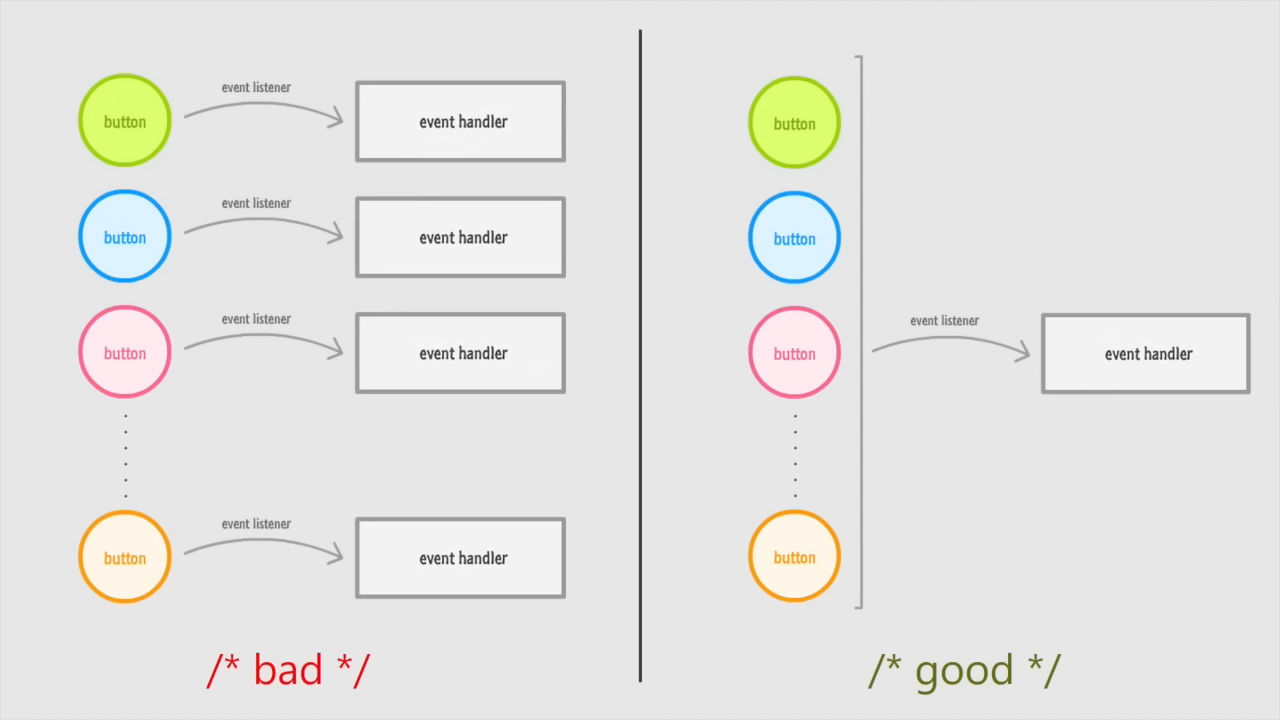 event listener
button
event handler
event listener
button
event handler
event listener
button
event handler
event listener
button
event handler
/* bad */
button
button
event listener
button
event handler
button
/* good */